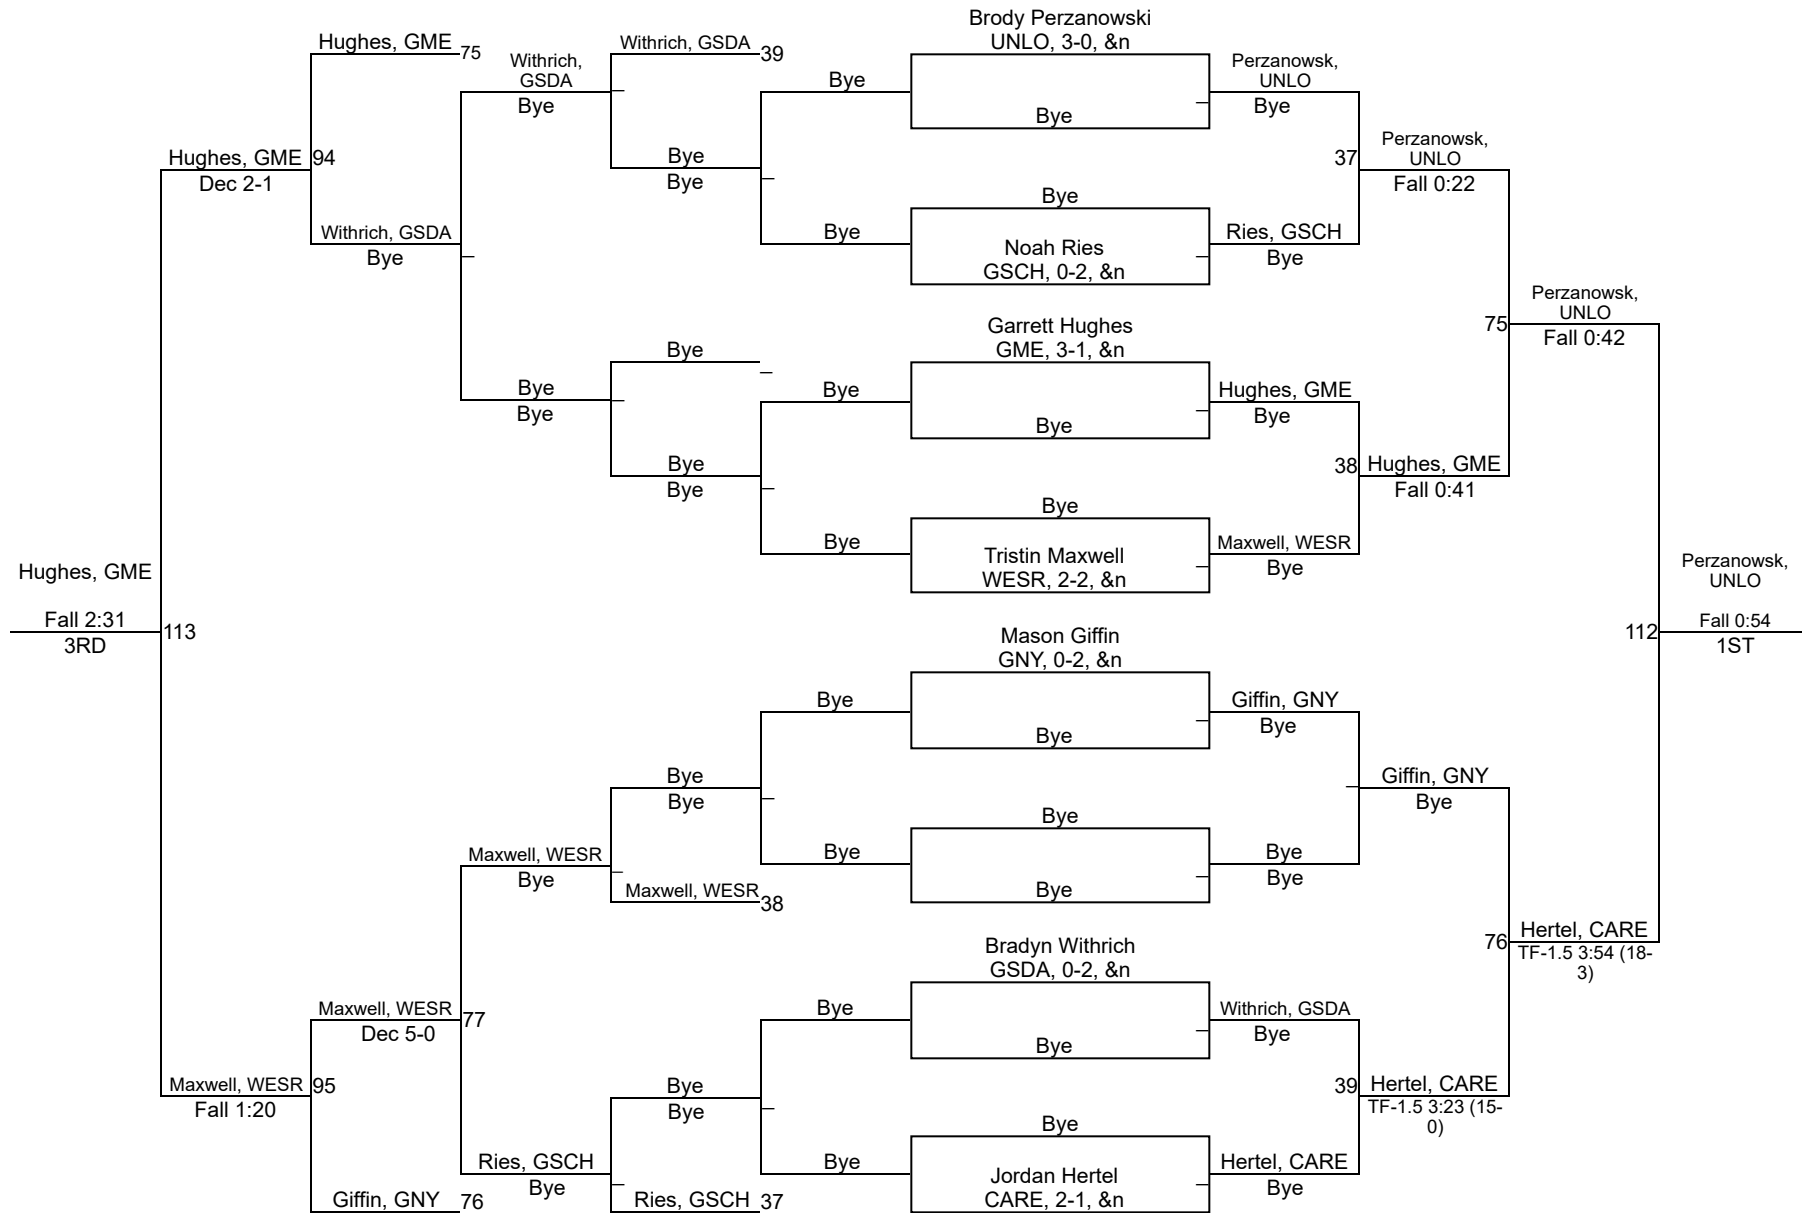 Brody Perzanowski
UNLO, 3-0, &n
Hughes, GME
75
Withrich, GSDA
39
Withrich,
GSDA
Bye
Bye
Bye
Perzanowsk,
UNLO
Bye
Hughes, GME
94
Dec 2-1
Bye
Bye
37
Perzanowsk,
UNLO
Fall 0:22
Withrich, GSDA
Bye
Bye
Bye
Noah Ries
GSCH, 0-2, &n
Ries, GSCH
Bye
Garrett Hughes
GME, 3-1, &n
75
Perzanowsk,
UNLO
Fall 0:42
Bye
Bye
Bye
Bye
Bye
Hughes, GME
Bye
Bye
Bye
38
Hughes, GME
Fall 0:41
Bye
Bye
Tristin Maxwell
WESR, 2-2, &n
Maxwell, WESR
Bye
Hughes, GME
Fall 2:31
3RD
113
Perzanowsk,
UNLO
112
Fall 0:54
1ST
Mason Giffin
GNY, 0-2, &n
Bye
Bye
Giffin, GNY
Bye
Bye
Bye
Giffin, GNY
Bye
Maxwell, WESR
Bye
Maxwell, WESR
38
Bye
Bye
Bye
Bye
Bye
76
Hertel, CARE
TF-1.5 3:54 (18-
3)
Bradyn Withrich
GSDA, 0-2, &n
Maxwell, WESR
77
Dec 5-0
Bye
Bye
Withrich, GSDA
Bye
Maxwell, WESR
95
Fall 1:20
Bye
Bye
39
Hertel, CARE
TF-1.5 3:23 (15-
0)
Ries, GSCH
Bye
Bye
Bye
Jordan Hertel
CARE, 2-1, &n
Hertel, CARE
Bye
Giffin, GNY
76
Ries, GSCH
37